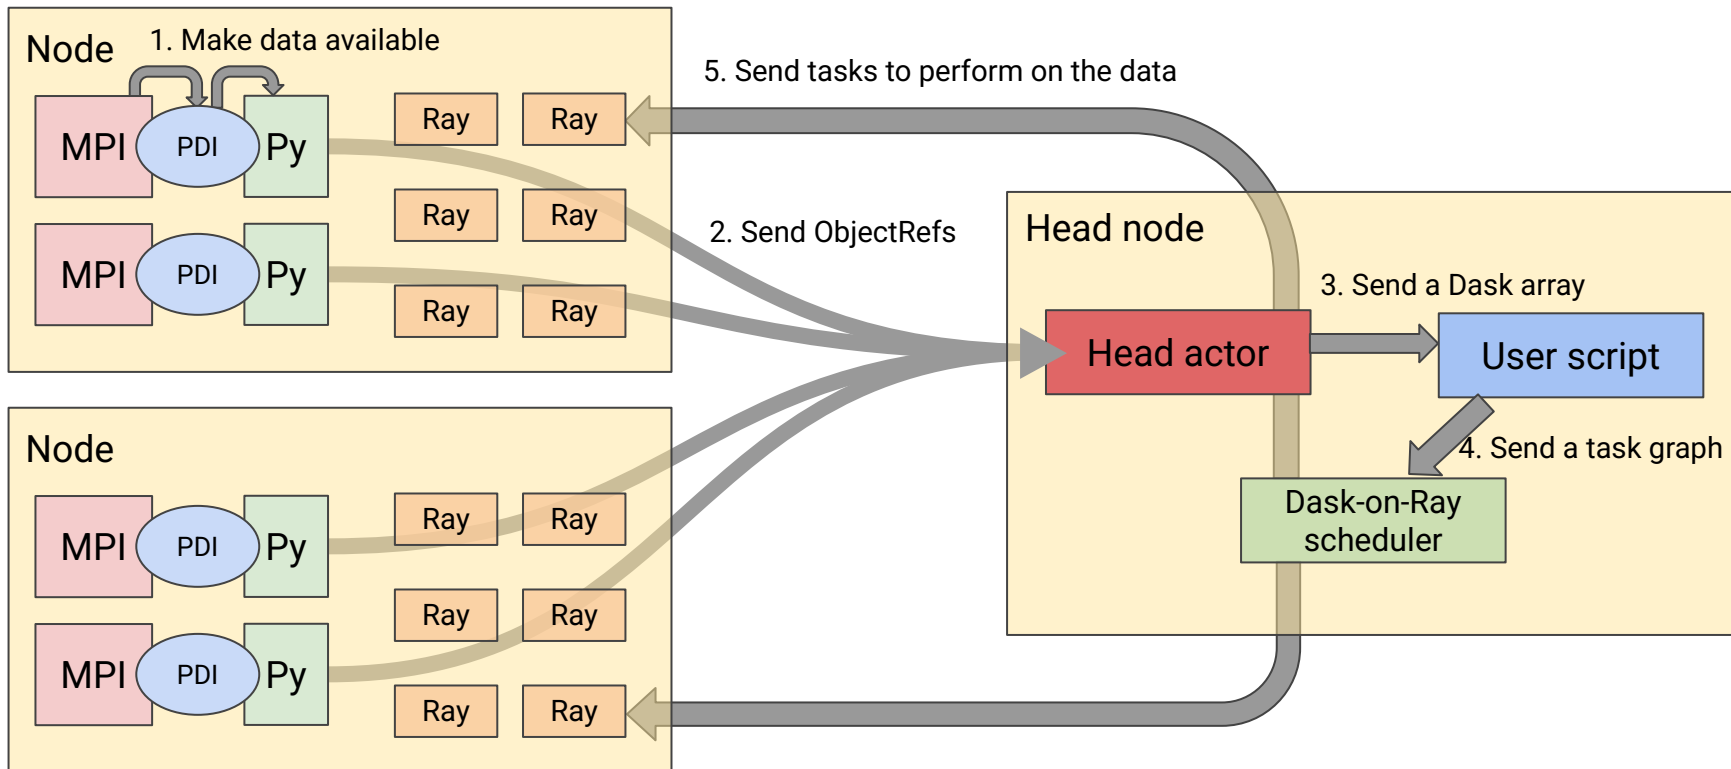 Node
1. Make data available
MPI
PDI
Py
Ray
Ray
MPI
PDI
Py
Ray
Ray
Ray
Ray
5. Send tasks to perform on the data
2. Send ObjectRefs
Node
MPI
PDI
Py
Ray
Ray
MPI
PDI
Py
Ray
Ray
Ray
Ray
Head node
Head actor
3. Send a Dask array
User script
4. Send a task graph
Dask-on-Ray
scheduler